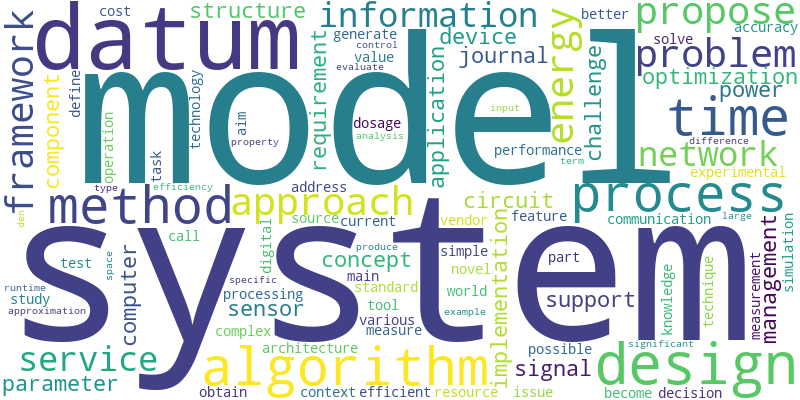 cost
structure
information
better
propose
datum
generate
control
device
solve
accuracy
value
evaluate
journal
problem
framework
component
define
model
energy
challenge
optimization
technology
requirement
application
power
aim
dosage
input
time
operation
property
analysis
difference
task
performance
network
term
experimental
type
efficiency
address
process
method
approach
circuit
den
source
current
vendor
feature
communication
large
system
call
digital
simple
part
management
simulation
test
space
produce
concept
main
novel
implementation
knowledge
technique
measurement
computer
specific
runtime
study
processing
standard
world
support
approximation
sensor
tool
various
example
complex
measure
possible
significant
service
architecture
algorithm
signal
design
parameter
obtain
context
efficient
resource
issue
become
decision